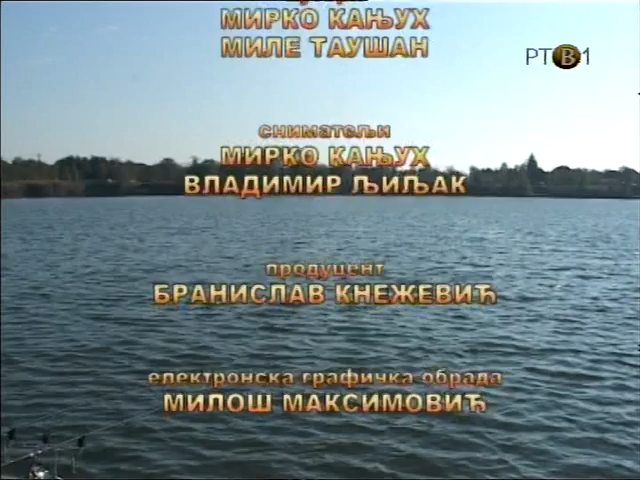 МИРКО КАЊУХ
МИЛЕ ТАУШАН
РТВ1
сниматељи
МИРКО КАЊУХ
ВЛАДИМИР ЉИЉАК
продуцент
БРАНИСЛАВ КНЕЖЕВИЋ
електронска графичка обрада
МИЛОШ МАКСИМОВИЋ